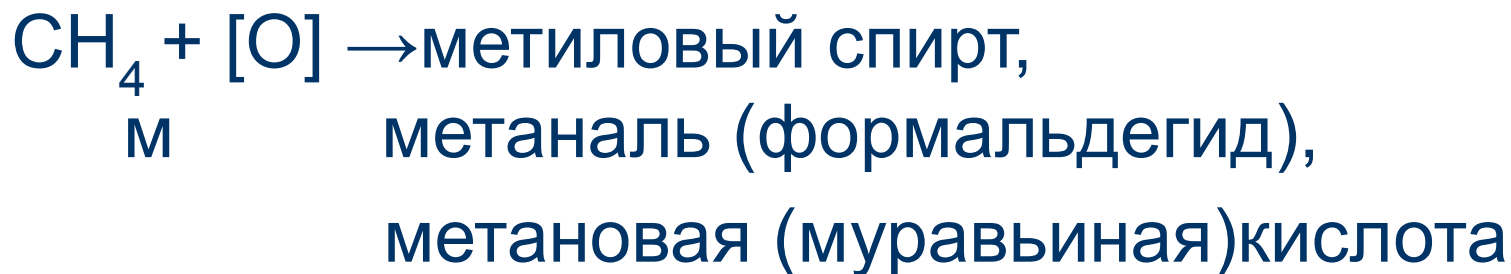 CH₄ + [O] →метиловый спирт,
м метаналь (формальдегид),
метановая (муравьиная)кислота